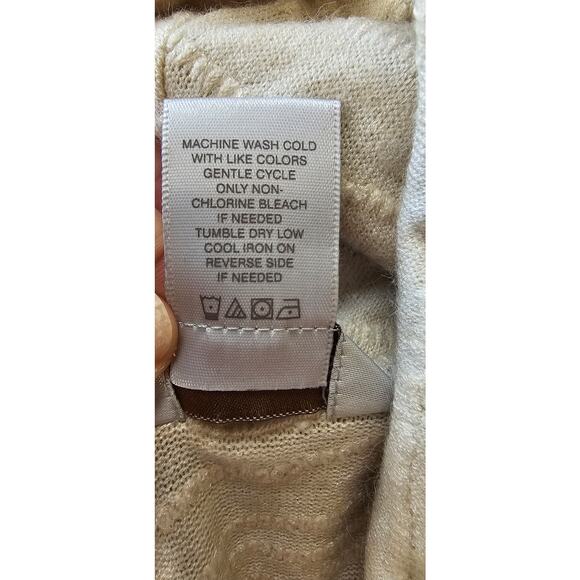 MACHINE WASH COLD
WITH LIKE COLORS
GENTLE CYCLE
ONLY NON-
CHLORINE BLEACH
IF NEEDED
TUMBLE DRY LOW
COOL IRON ON
REVERSE SIDE
IF NEEDED